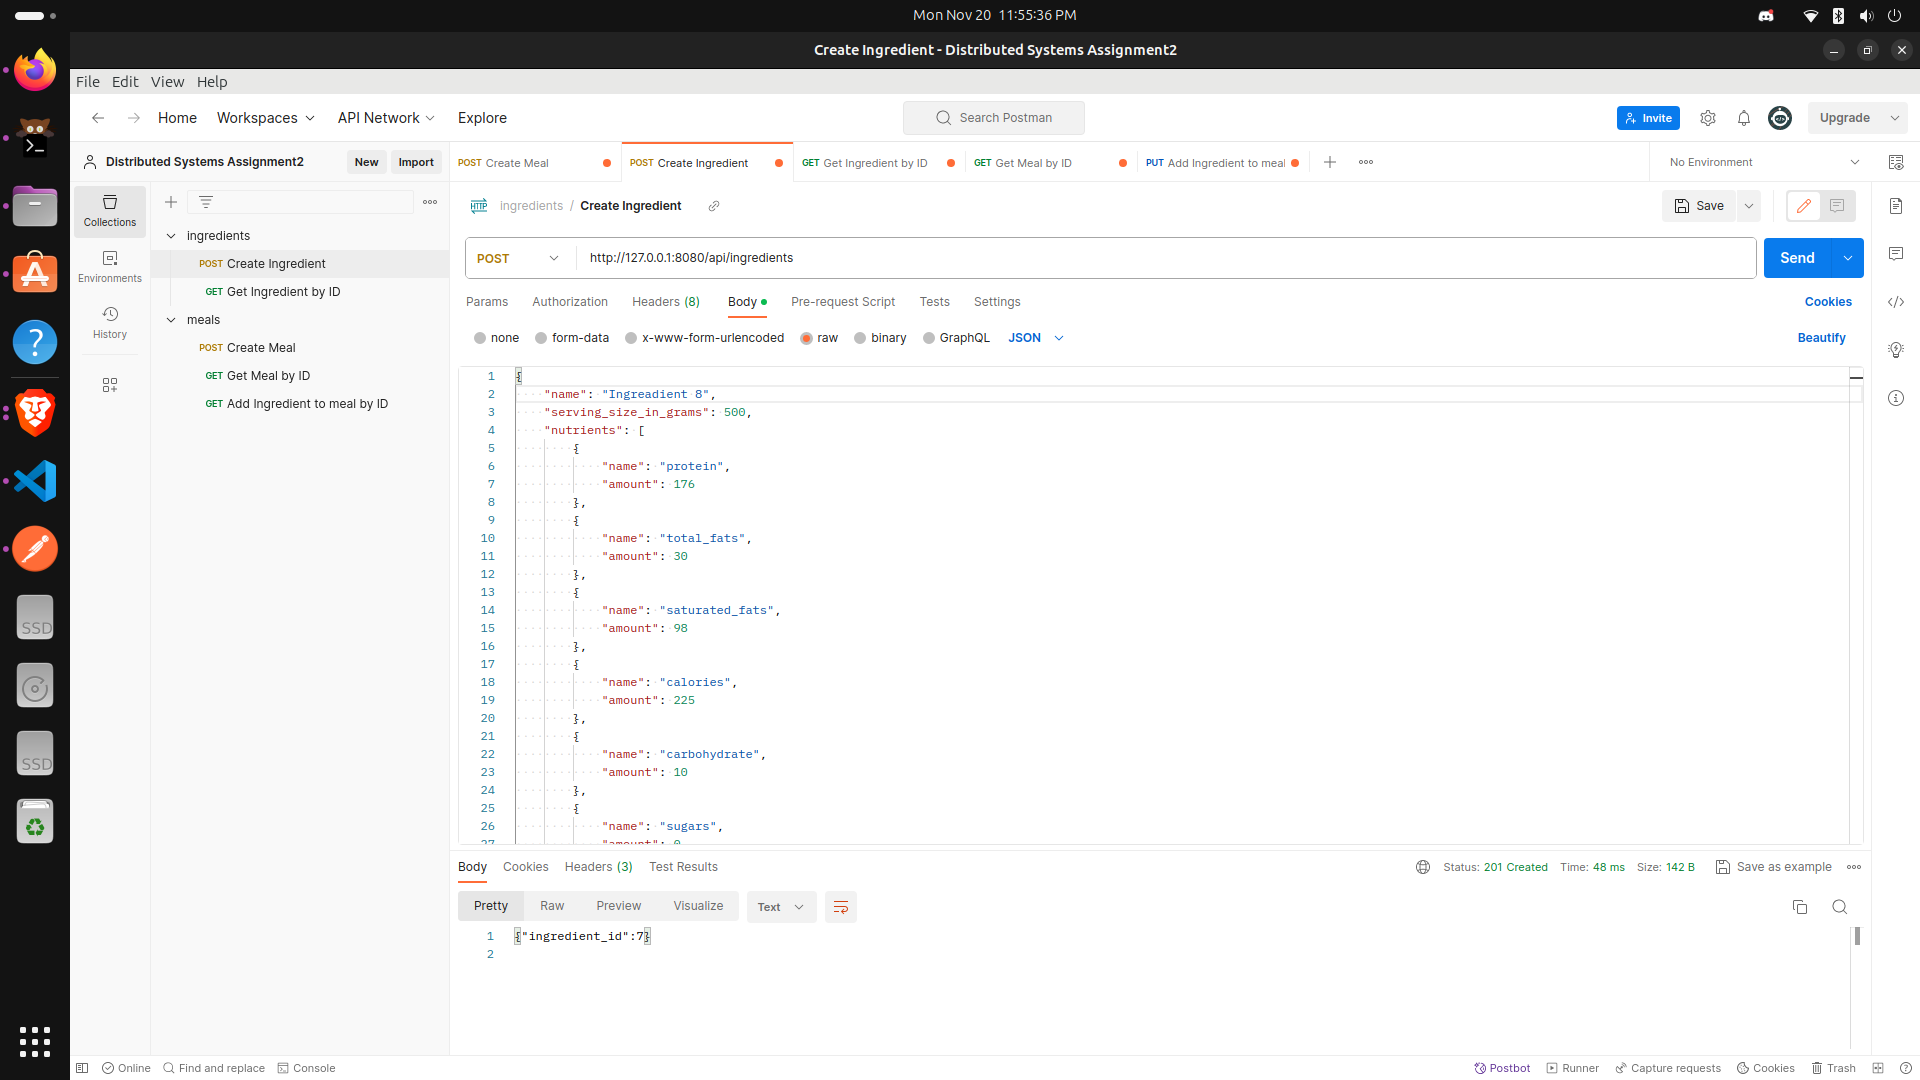 Mon Nov 20 11:55:36 PM
Create Ingredient - Distributed Systems Assignment2
File Edit View Help
Home Workspaces API Network Explore
Search Postman
Invite
Upgrade
Distributed Systems Assignment2
New
Import
POST Create Meal
POST Create Ingredient
GET Get Ingredient by ID
GET Get Meal by ID
PUT Add Ingredient to meal
No Environment
Collections
Environments
History
ingredients
POST Create Ingredient
GET Get Ingredient by ID
meals
POST Create Meal
GET Get Meal by ID
GET Add Ingredient to meal by ID
HTTP
ingredients / Create Ingredient
Save
POST
http://127.0.0.1:8080/api/ingredients
Send
Params Authorization Headers (8) Body Pre-request Script Tests Settings
Cookies
none form-data x-www-form-urlencoded raw binary GraphQL JSON
Beautify
1 {
2 "name": "Ingreadient 8",
3 "serving_size_in_grams": 500,
4 "nutrients": [
5 {
6 "name": "protein",
7 "amount": 176
8 },
9 {
10 "name": "total_fats",
11 "amount": 30
12 },
13 {
14 "name": "saturated_fats",
15 "amount": 98
16 },
17 {
18 "name": "calories",
19 "amount": 225
20 },
21 {
22 "name": "carbohydrate",
23 "amount": 10
24 },
25 {
26 "name": "sugars",
27 "amount": 0
Body Cookies Headers (3) Test Results
Status: 201 Created Time: 48 ms Size: 142 B
Save as example
Pretty Raw Preview Visualize Text
1 {"ingredient_id":7}
2
SSD
SSD
Online Find and replace Console
Postbot Runner Capture requests Cookies Trash